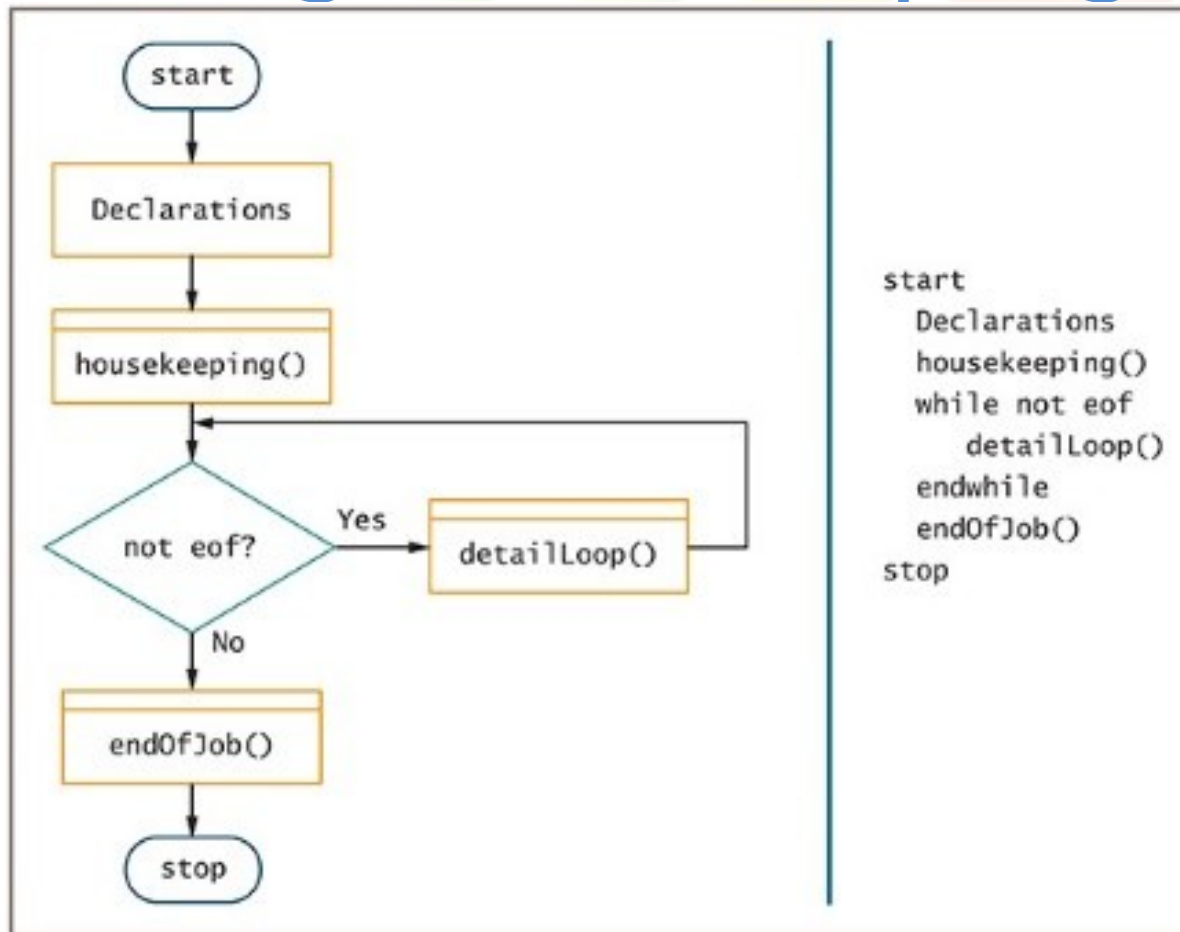 start
Declarations
housekeeping()
not eof?
Yes
detailLoop()
No
endOfJob()
stop
start
Declarations
housekeeping()
while not eof
detailLoop()
endwhile
endOfJob()
stop